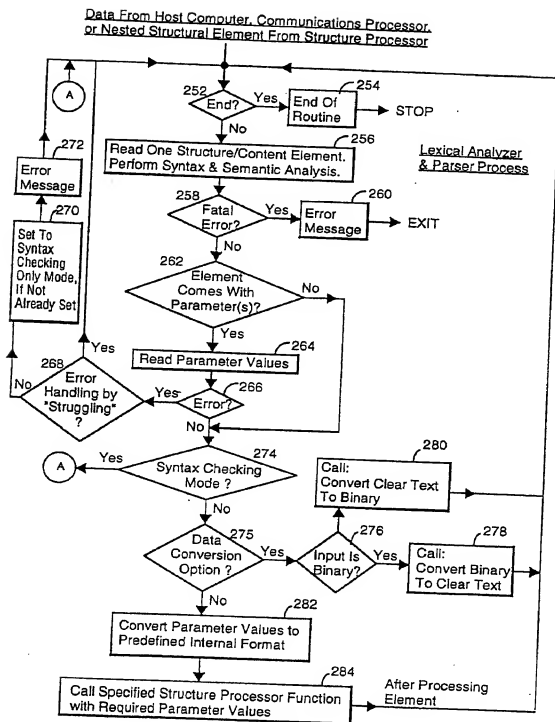 Data From Host Computer, Communications Processor,
or Nested Structural Element From Structure Processor
A
252
End?
Yes
254
End Of
Routine
STOP
No
256
Read One Structure/Content Element.
Perform Syntax & Semantic Analysis.
Lexical Analyzer
& Parser Process
272
Error
Message
258
Fatal
Error?
Yes
260
Error
Message
EXIT
No
270
Set To
Syntax
Checking
Only Mode,
If Not
Already Set
262
Element
Comes With
Parameter(s)?
No
Yes
264
Read Parameter Values
268
Yes
No
Error
Handling by
"Struggling"
?
Yes
266
Error?
No
274
Syntax Checking
Mode ?
Yes
A
No
280
Call:
Convert Clear Text
To Binary
275
Data
Conversion
Option ?
Yes
276
Input Is
Binary?
Yes
278
Call:
Convert Binary
To Clear Text
No
282
Convert Parameter Values to
Predefined Internal Format
284
Call Specified Structure Processor Function
with Required Parameter Values
After Processing
Element